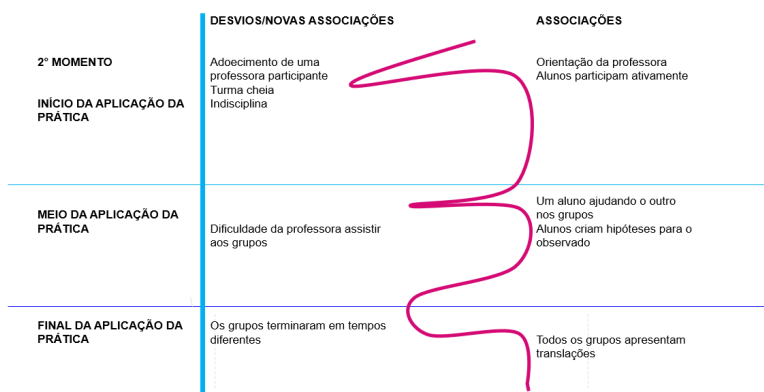 DESVIOS/NOVAS ASSOCIAÇÕES
ASSOCIAÇÕES
2° MOMENTO
INÍCIO DA APLICAÇÃO DA
PRÁTICA
Adoecimento de uma
professora participante
Turma cheia
Indisciplina
Orientação da professora
Alunos participam ativamente
MEIO DA APLICAÇÃO DA
PRÁTICA
Dificuldade da professora assistir
aos grupos
Um aluno ajudando o outro
nos grupos
Alunos criam hipóteses para o
observado
FINAL DA APLICAÇÃO DA
PRÁTICA
Os grupos terminaram em tempos
diferentes
Todos os grupos apresentam
translações